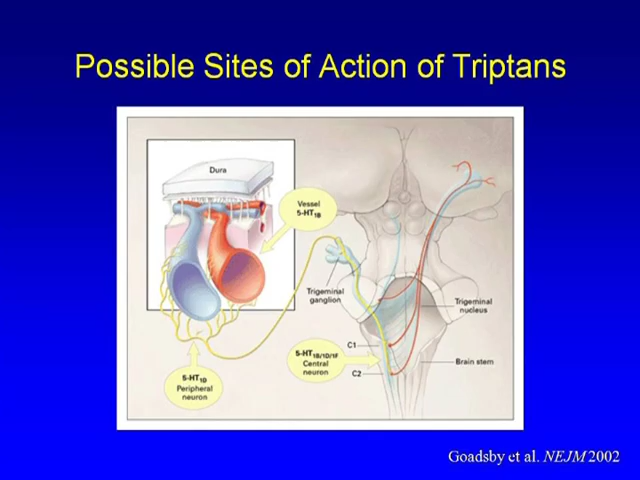 Possible Sites of Action of Triptans
Dura
Vessel
5-HT1B
Trigeminal
ganglion
Trigeminal
nucleus
C1
5-HT1B/1D/1F
Central
neuron
C2
Brain stem
5-HT1D
Peripheral
neuron
Goadsby et al. NEJM 2002